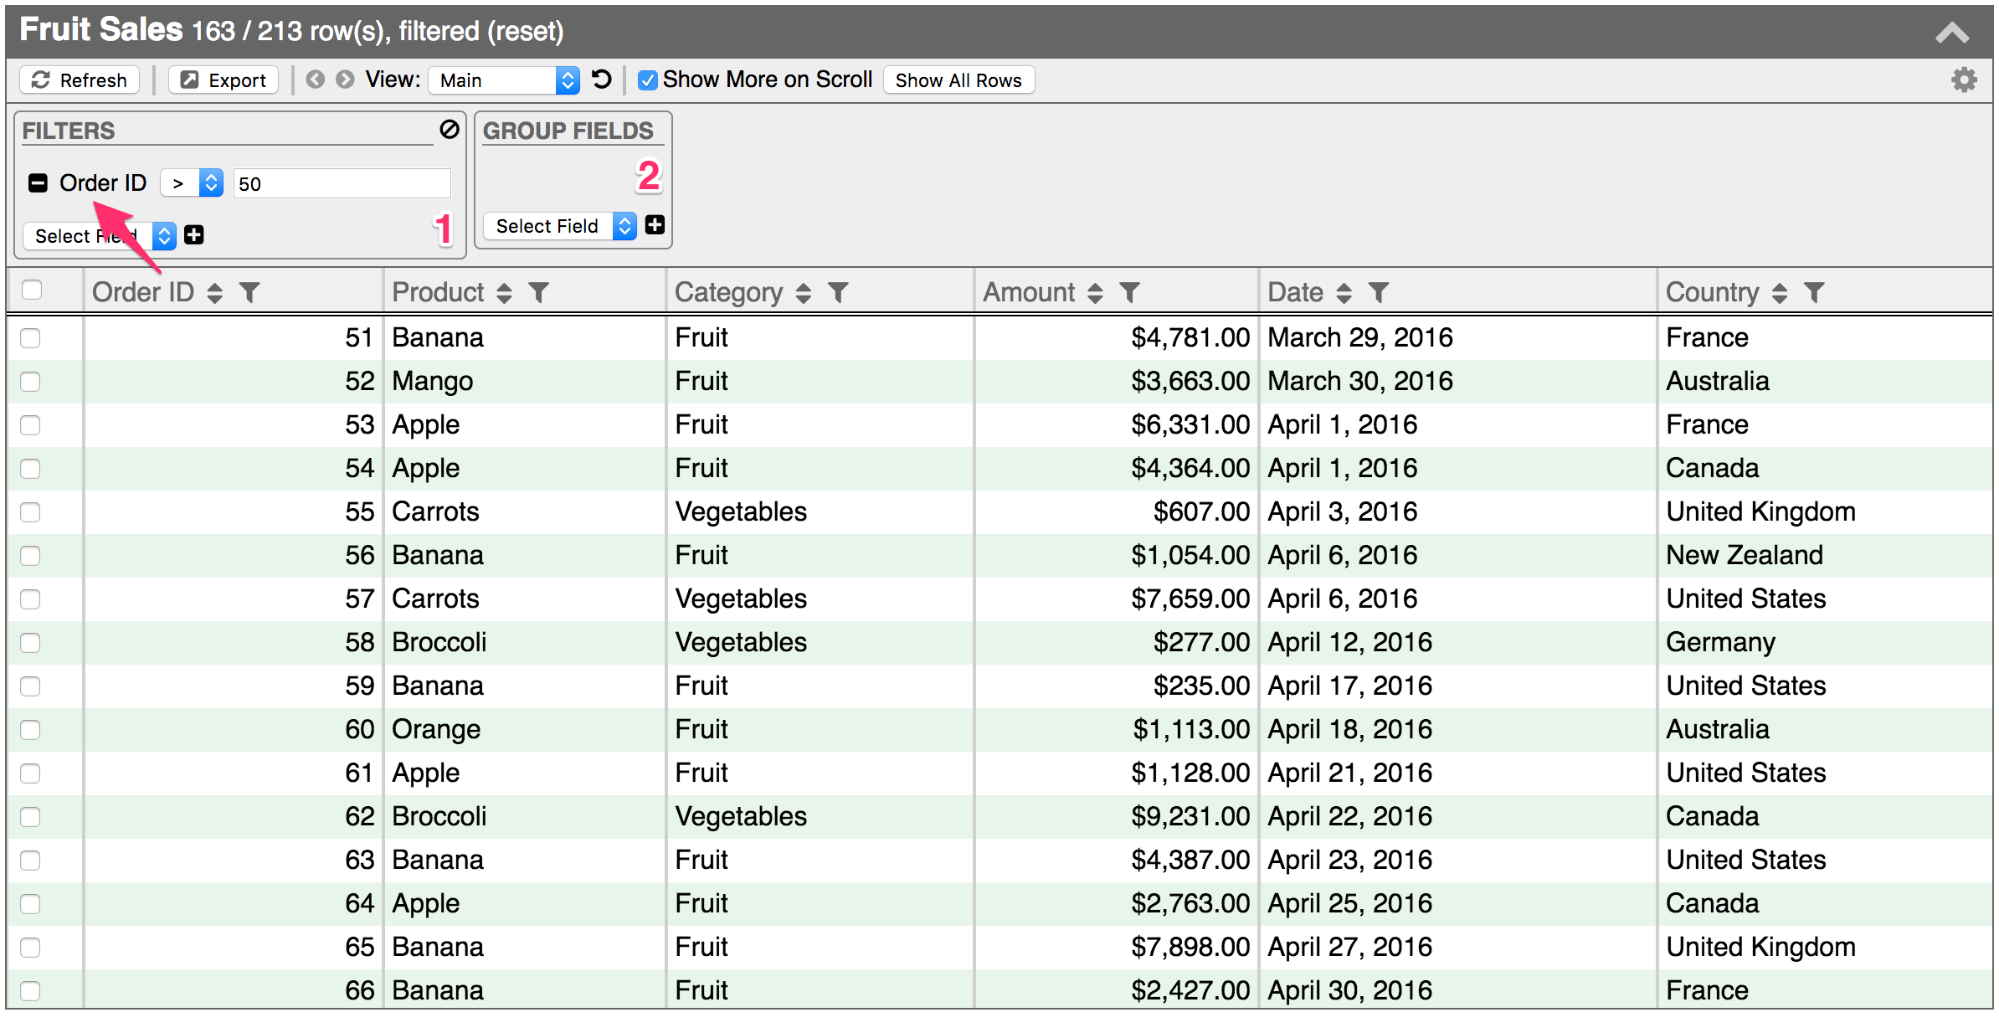 Fruit Sales 163 / 213 row(s), filtered (reset)
Refresh Export View: Main Show More on Scroll Show All Rows
FILTERS
Order ID > 50
Select Field
1
GROUP FIELDS
2
Select Field
Order ID Product Category Amount Date Country
51 Banana Fruit $4,781.00 March 29, 2016 France
52 Mango Fruit $3,663.00 March 30, 2016 Australia
53 Apple Fruit $6,331.00 April 1, 2016 France
54 Apple Fruit $4,364.00 April 1, 2016 Canada
55 Carrots Vegetables $607.00 April 3, 2016 United Kingdom
56 Banana Fruit $1,054.00 April 6, 2016 New Zealand
57 Carrots Vegetables $7,659.00 April 6, 2016 United States
58 Broccoli Vegetables $277.00 April 12, 2016 Germany
59 Banana Fruit $235.00 April 17, 2016 United States
60 Orange Fruit $1,113.00 April 18, 2016 Australia
61 Apple Fruit $1,128.00 April 21, 2016 United States
62 Broccoli Vegetables $9,231.00 April 22, 2016 Canada
63 Banana Fruit $4,387.00 April 23, 2016 United States
64 Apple Fruit $2,763.00 April 25, 2016 Canada
65 Banana Fruit $7,898.00 April 27, 2016 United Kingdom
66 Banana Fruit $2,427.00 April 30, 2016 France